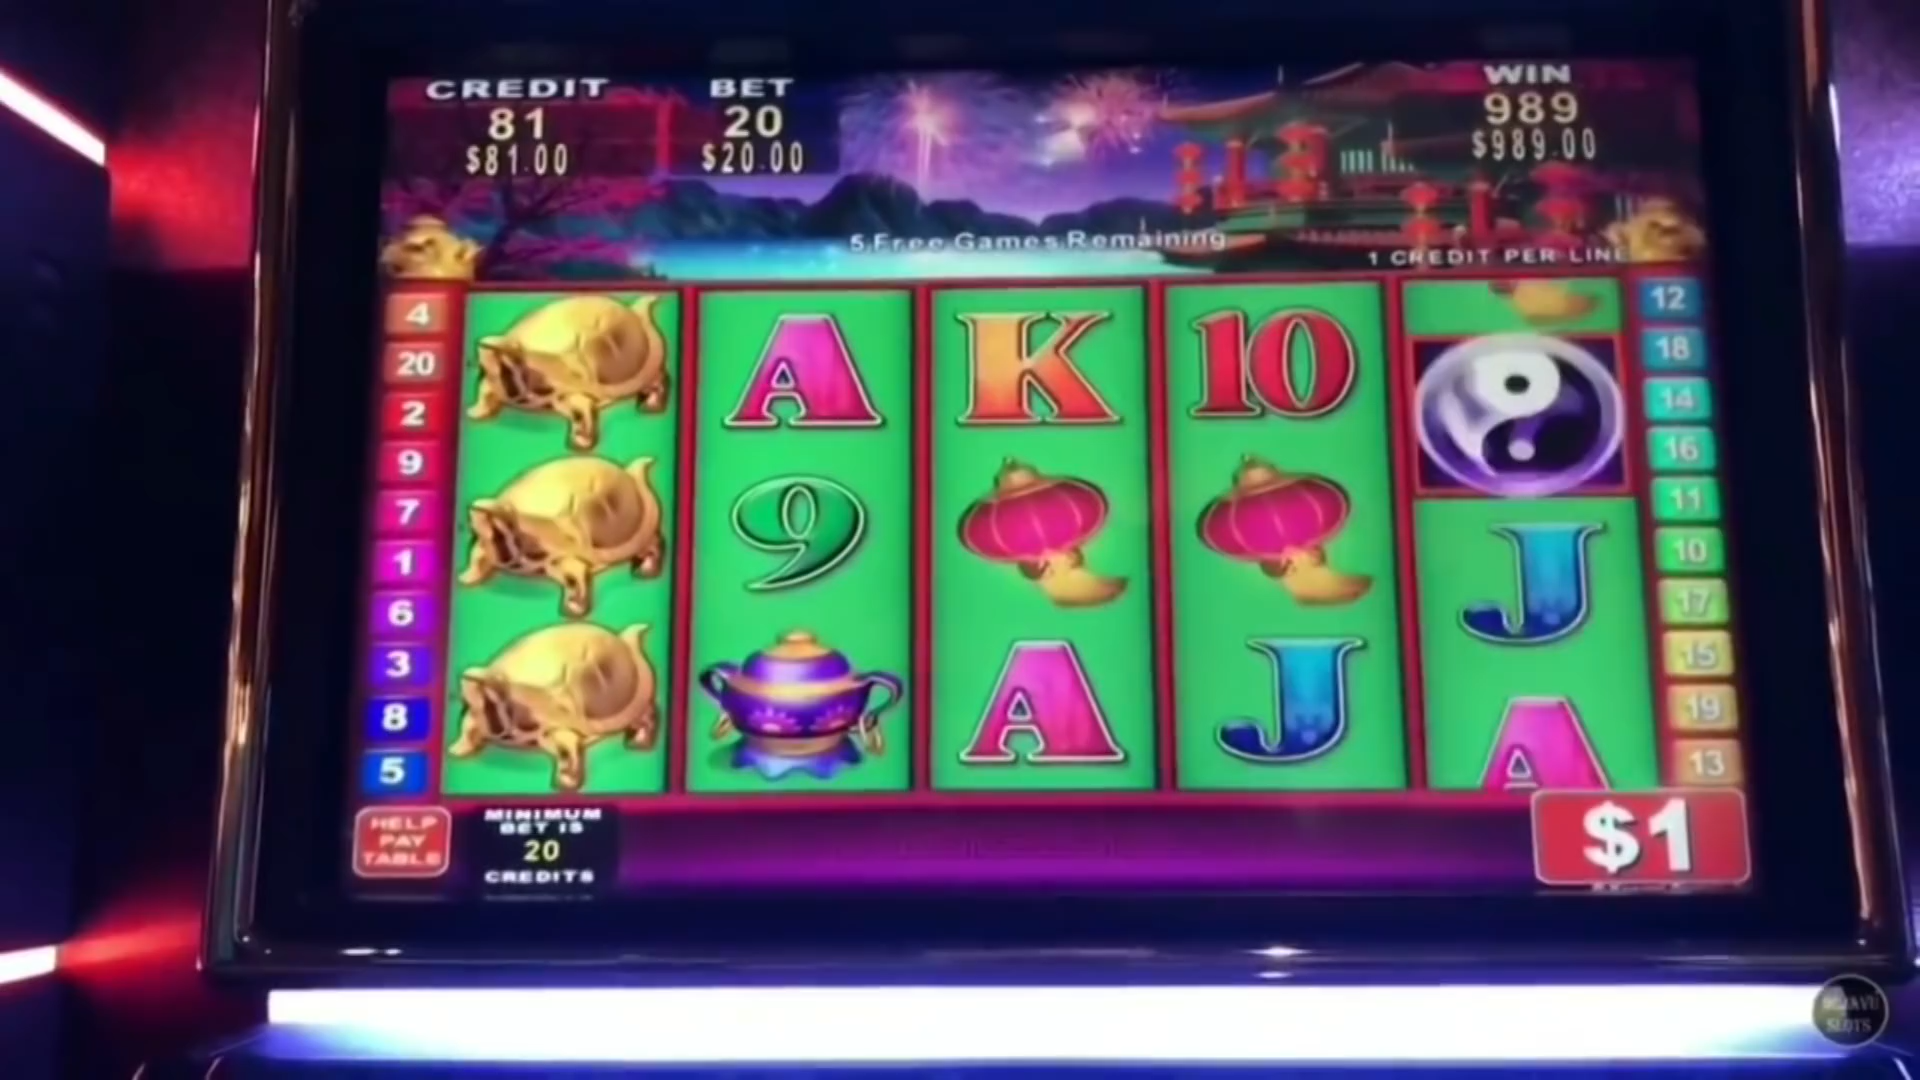 CREDIT
81
$81.00
BET
20
$20.00
WIN
989
$989.00
5 Free Games Remaining
1 CREDIT PER LINE
4
20
2
9
7
1
6
3
8
5
A
K
10
9
J
A
J
A
12
18
14
16
11
10
17
15
19
13
HELP
PAY
TABLE
MINIMUM
BET IS
20
CREDITS
$1
DEJAVU
SLOTS